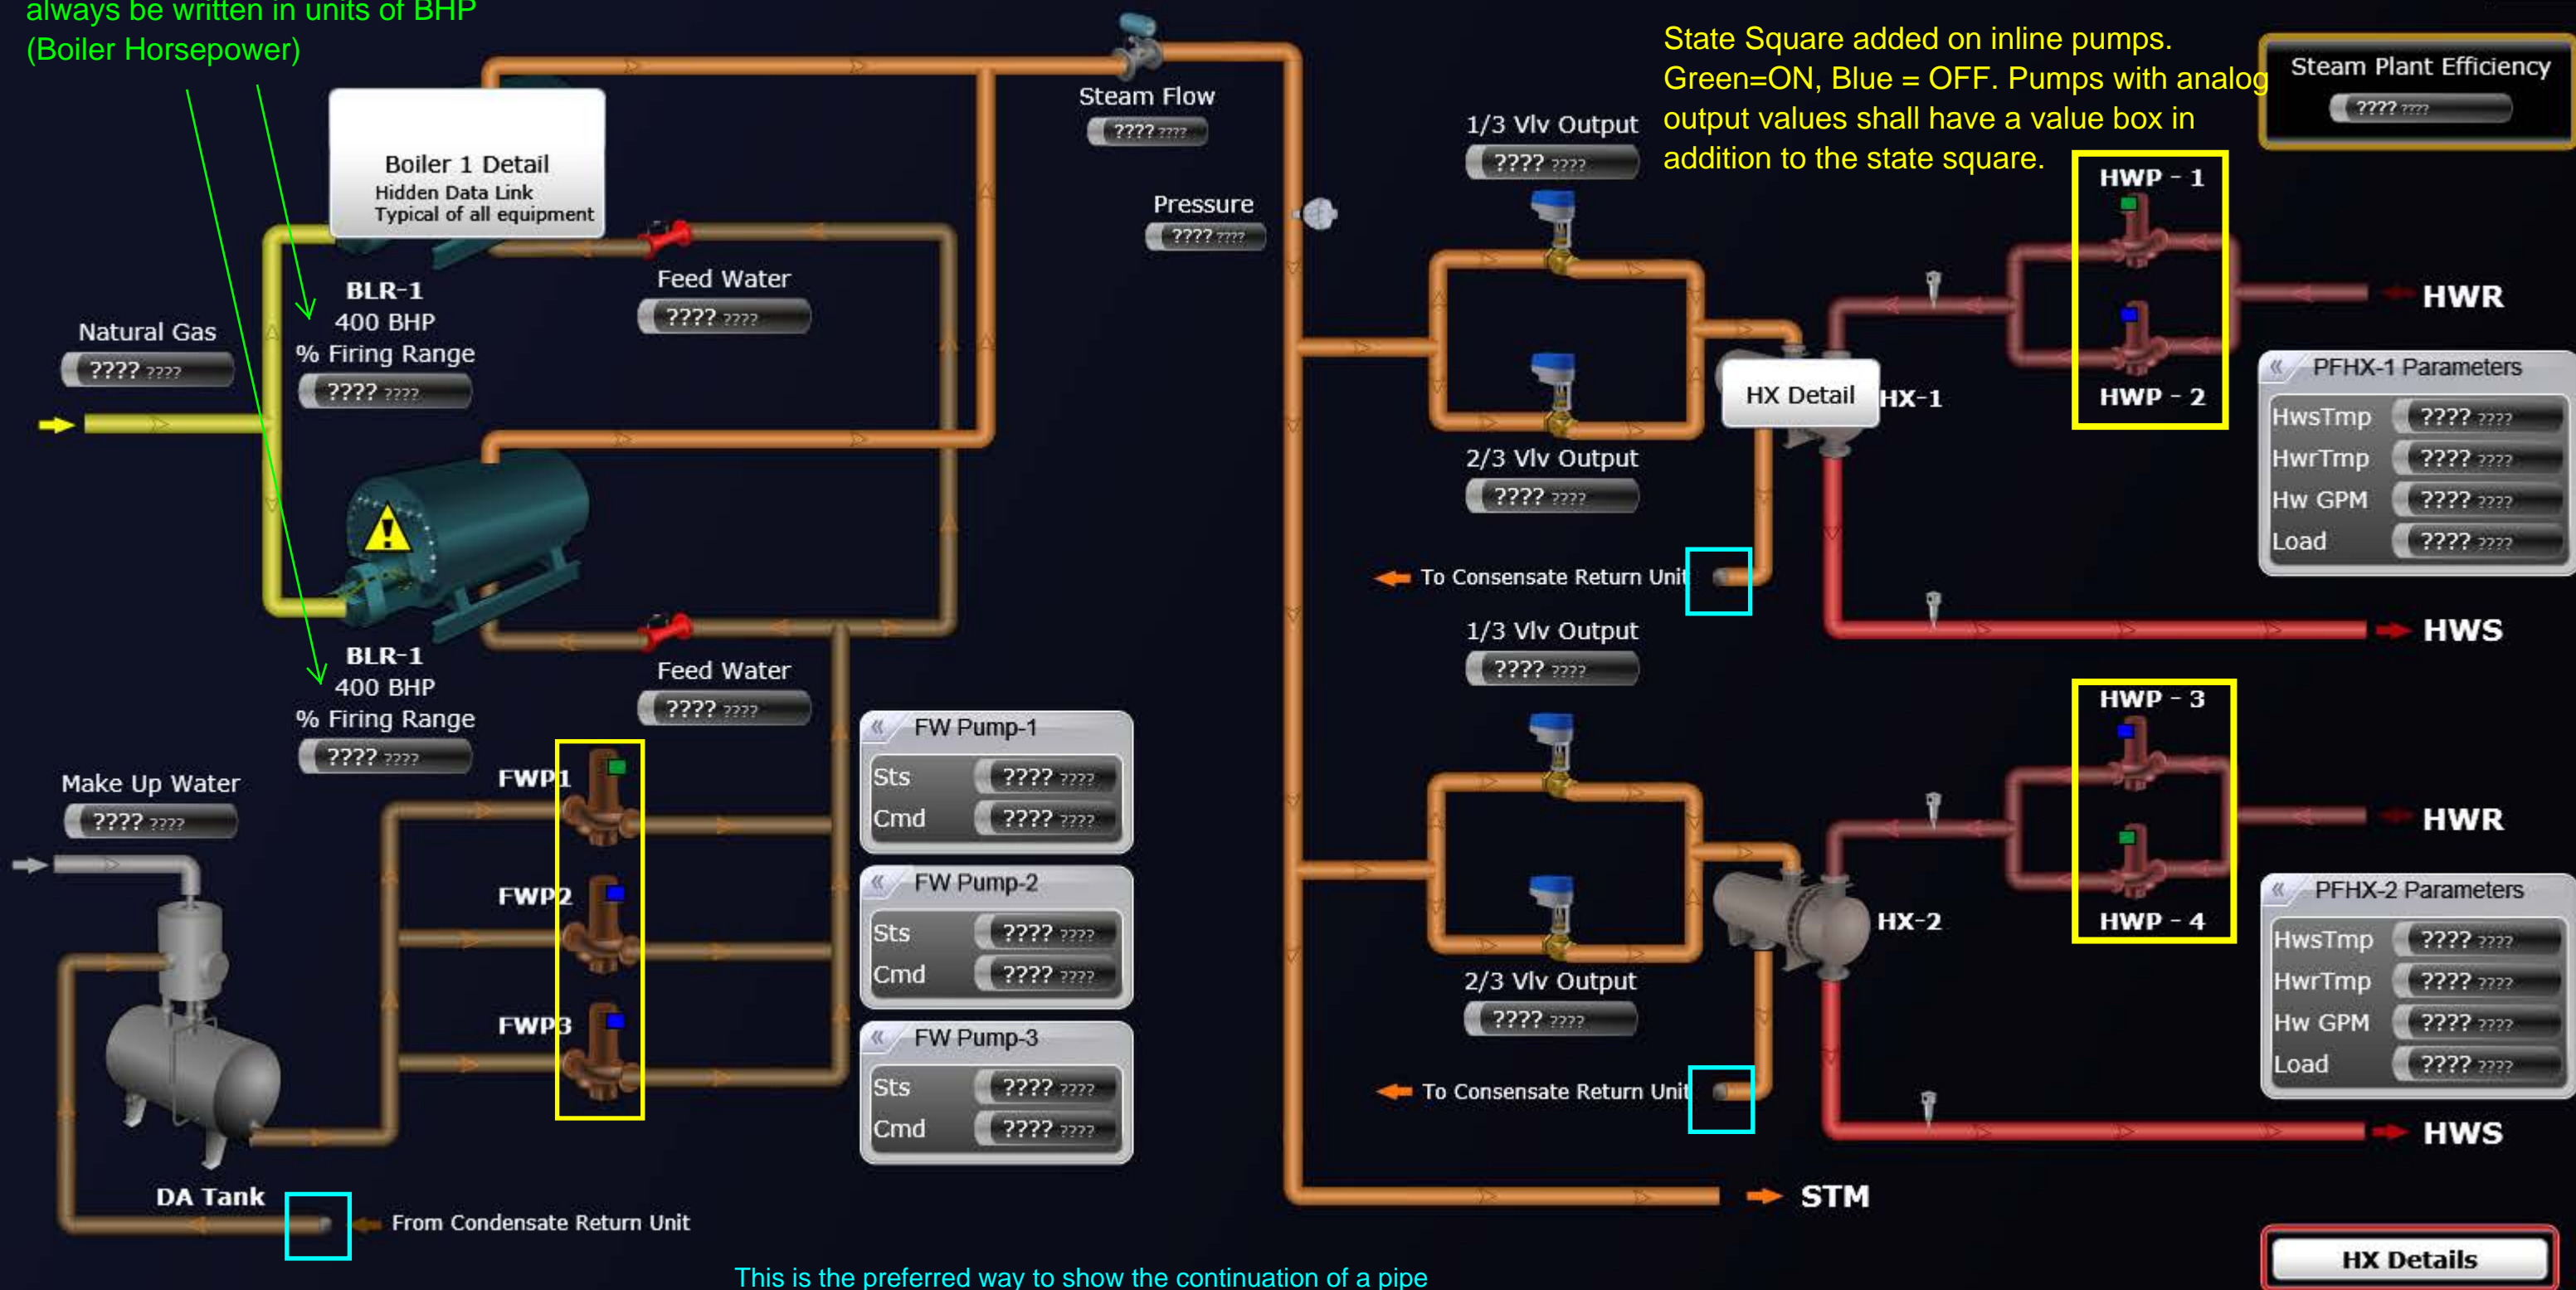 always be written in units of BHP
(Boiler Horsepower)
State Square added on inline pumps.
Green=ON, Blue = OFF. Pumps with analog
output values shall have a value box in
addition to the state square.
Steam Plant Efficiency
???? ????
Boiler 1 Detail
Hidden Data Link
Typical of all equipment
Steam Flow
???? ????
1/3 Vlv Output
???? ????
HWP - 1
Pressure
???? ????
BLR-1
400 BHP
% Firing Range
???? ????
Feed Water
???? ????
Natural Gas
???? ????
HWR
HWP - 2
HX Detail
HX-1
PFHX-1 Parameters
HwsTmp ???? ????
HwrTmp ???? ????
Hw GPM ???? ????
Load ???? ????
2/3 Vlv Output
???? ????
To Consensate Return Unit
HWS
1/3 Vlv Output
???? ????
BLR-1
400 BHP
% Firing Range
???? ????
Feed Water
???? ????
HWP - 3
FW Pump-1
Sts ???? ????
Cmd ???? ????
Make Up Water
???? ????
FWP1
HWR
FW Pump-2
Sts ???? ????
Cmd ???? ????
FWP2
HX-2
HWP - 4
PFHX-2 Parameters
HwsTmp ???? ????
HwrTmp ???? ????
Hw GPM ???? ????
Load ???? ????
2/3 Vlv Output
???? ????
FWP3
FW Pump-3
Sts ???? ????
Cmd ???? ????
To Consensate Return Unit
HWS
DA Tank
From Condensate Return Unit
STM
HX Details
This is the preferred way to show the continuation of a pipe